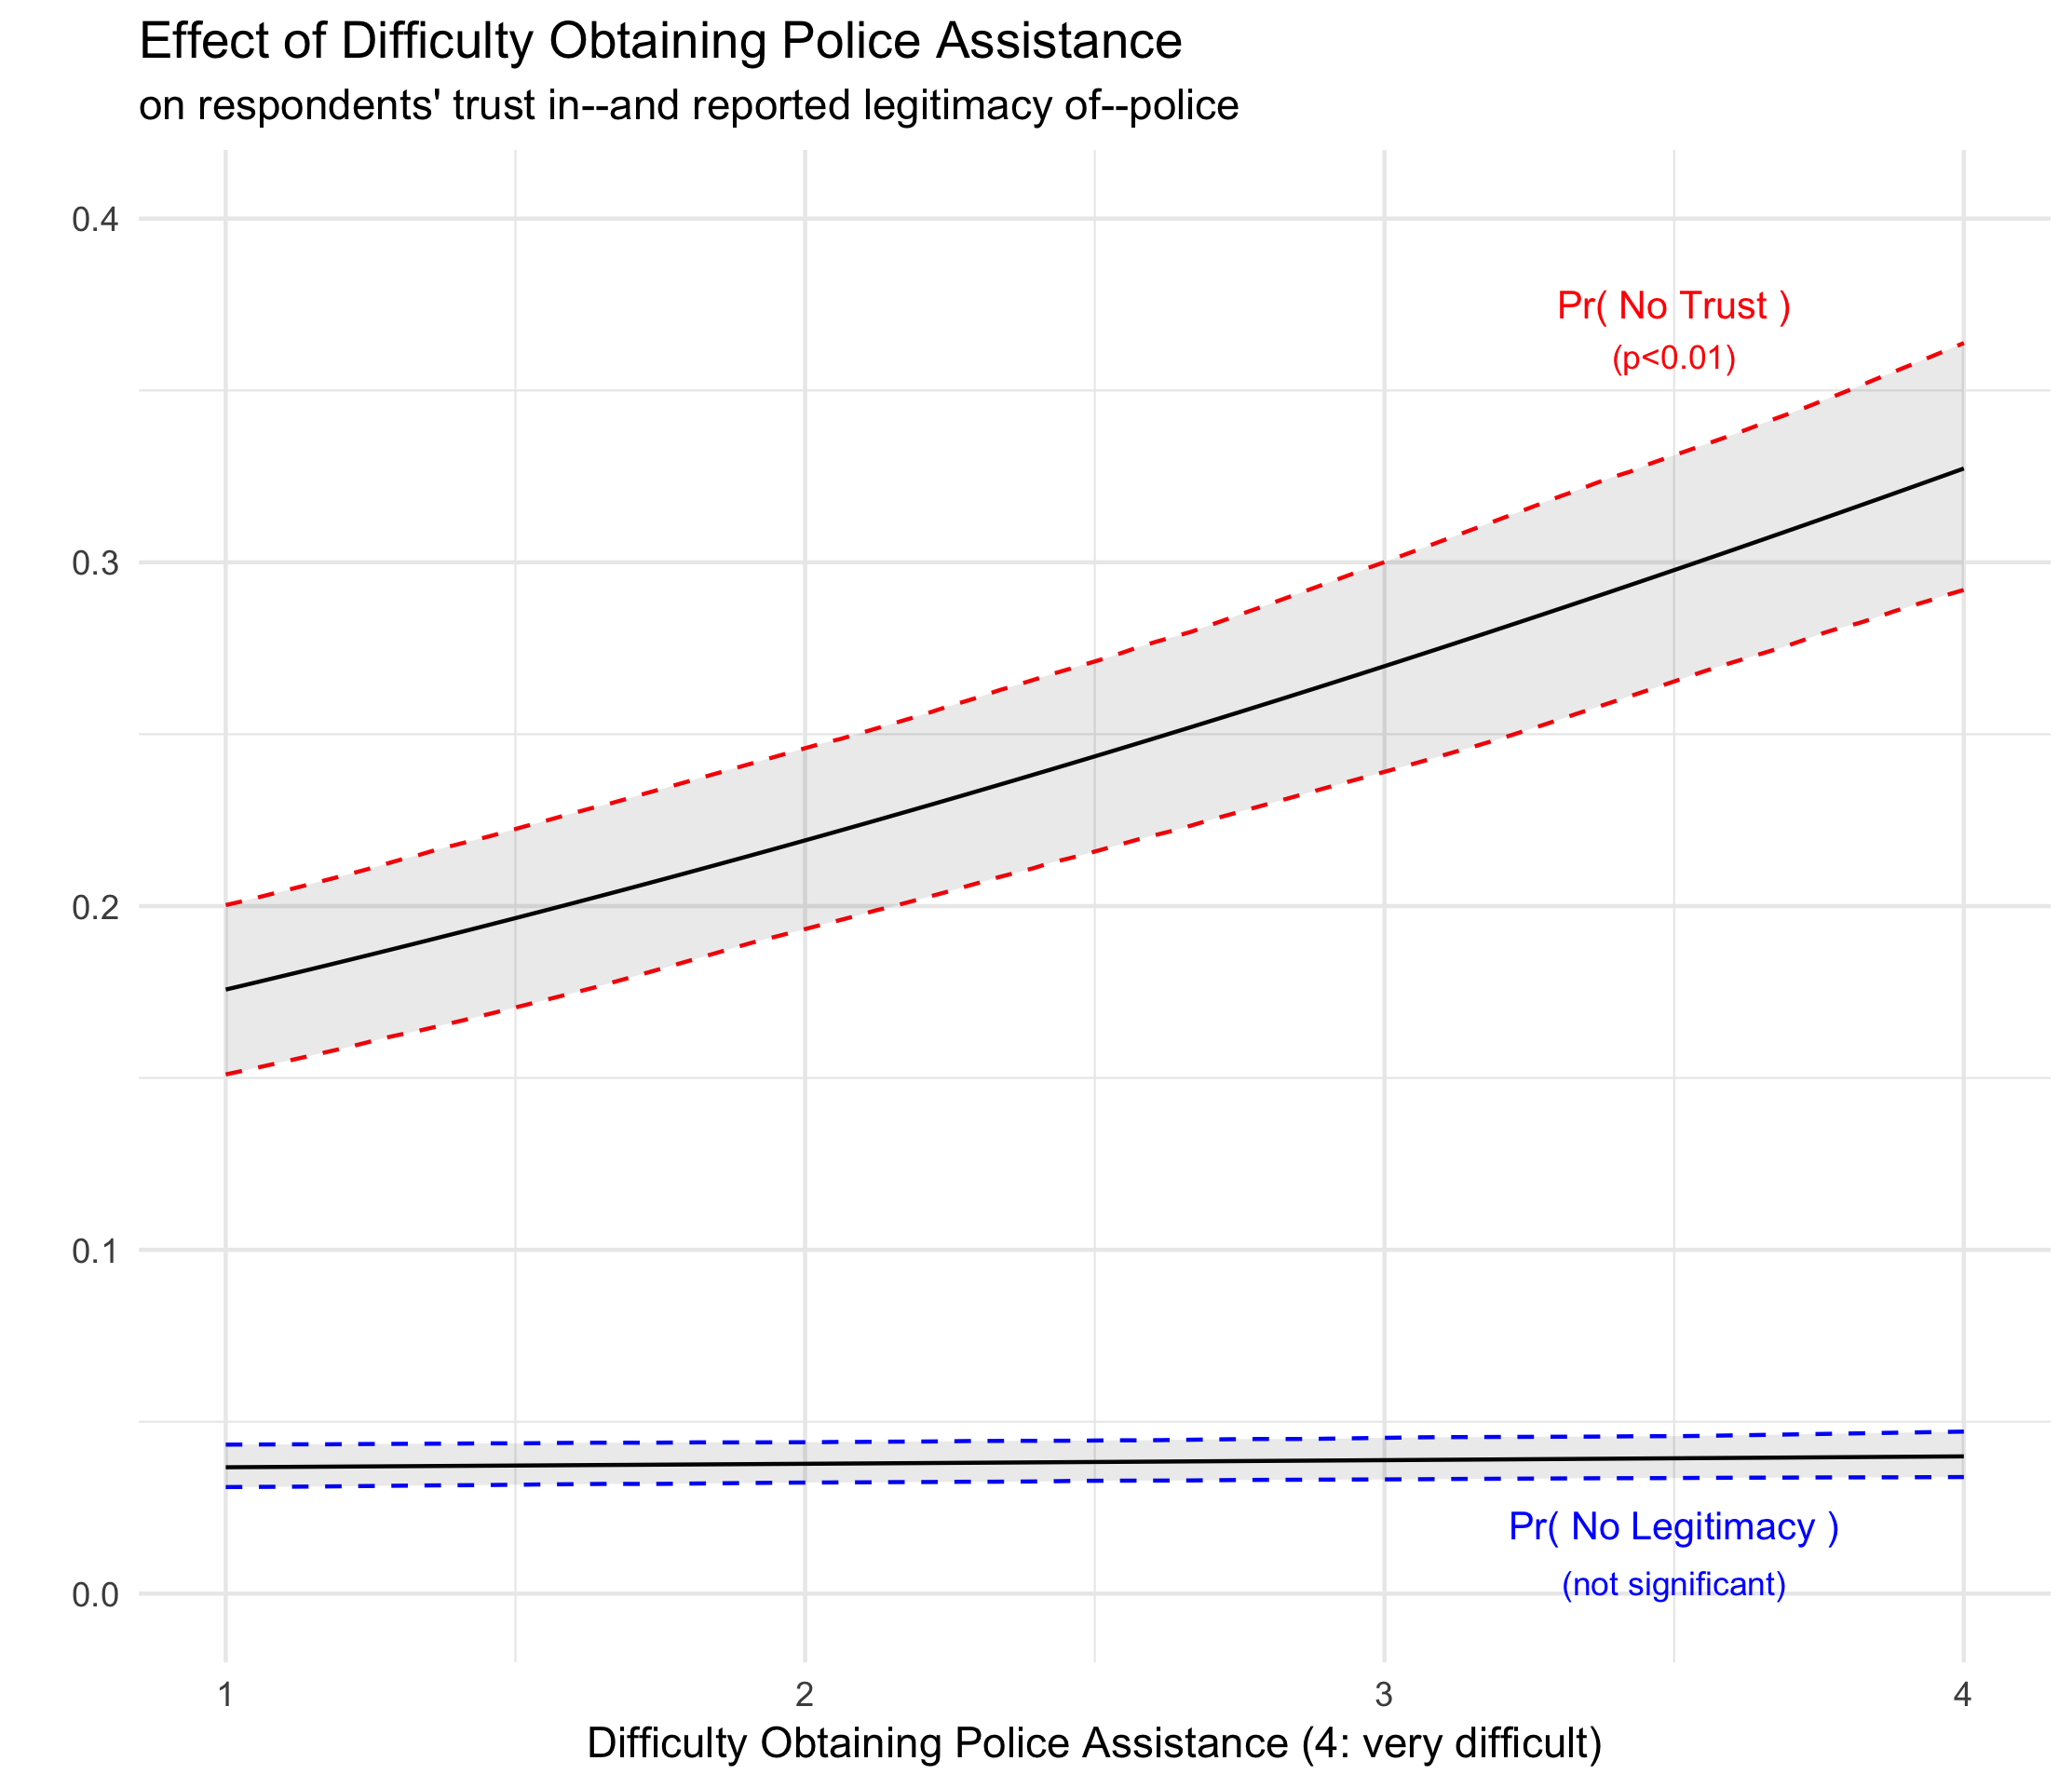 Effect of Difficulty Obtaining Police Assistance
on respondents' trust in--and reported legitimacy of--police
0.4
Pr( No Trust )
(p<0.01)
0.3
0.2
0.1
Pr( No Legitimacy )
(not significant)
0.0
1 2 3 4
Difficulty Obtaining Police Assistance (4: very difficult)